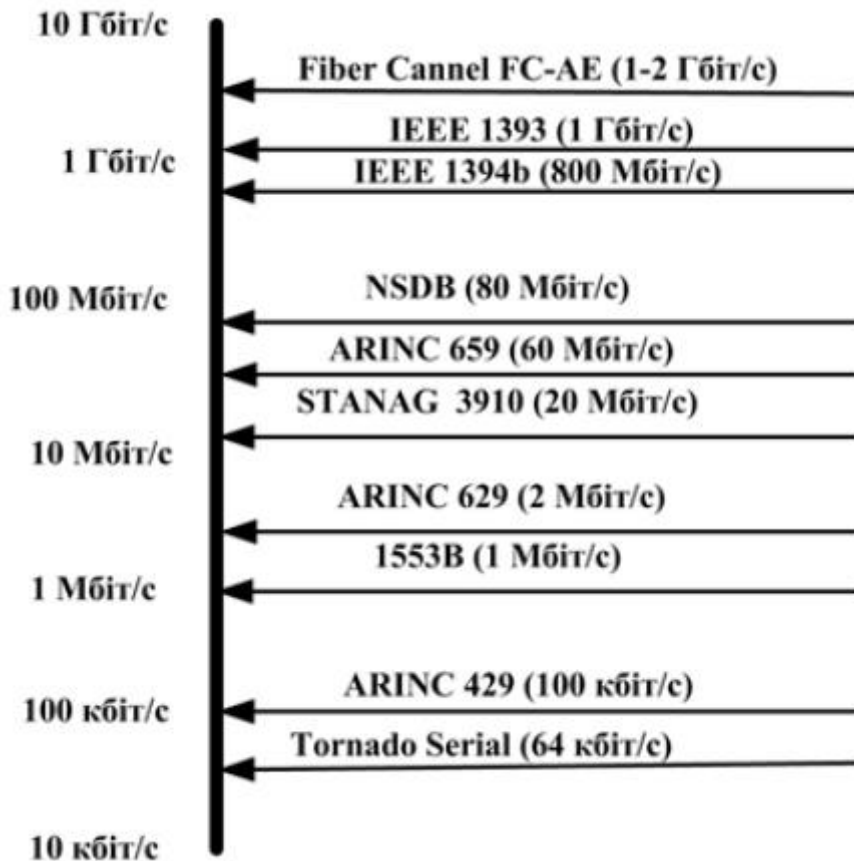 10 Гбіт/с
Fiber Cannel FC-AE (1-2 Гбіт/с)
IEEE 1393 (1 Гбіт/с)
1 Гбіт/с
IEEE 1394b (800 Мбіт/с)
NSDB (80 Мбіт/с)
100 Мбіт/с
ARINC 659 (60 Мбіт/с)
STANAG 3910 (20 Мбіт/с)
10 Мбіт/с
ARINC 629 (2 Мбіт/с)
1553B (1 Мбіт/с)
1 Мбіт/с
ARINC 429 (100 кбіт/с)
100 кбіт/с
Tornado Serial (64 кбіт/с)
10 кбіт/с